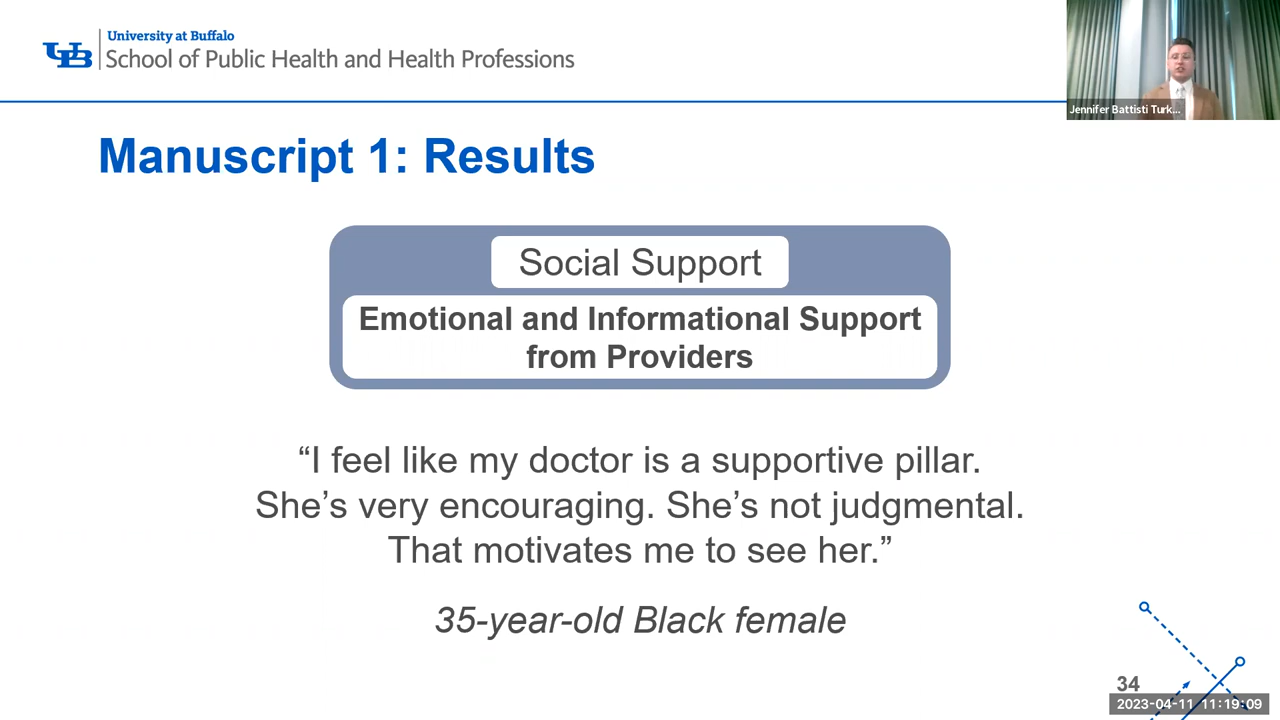 University at Buffalo
School of Public Health and Health Professions
Jennifer Battisti Turk...
Manuscript 1: Results
Social Support
Emotional and Informational Support
from Providers
“I feel like my doctor is a supportive pillar.
She’s very encouraging. She’s not judgmental.
That motivates me to see her.”
35-year-old Black female
34
2023-04-11 11:19:09